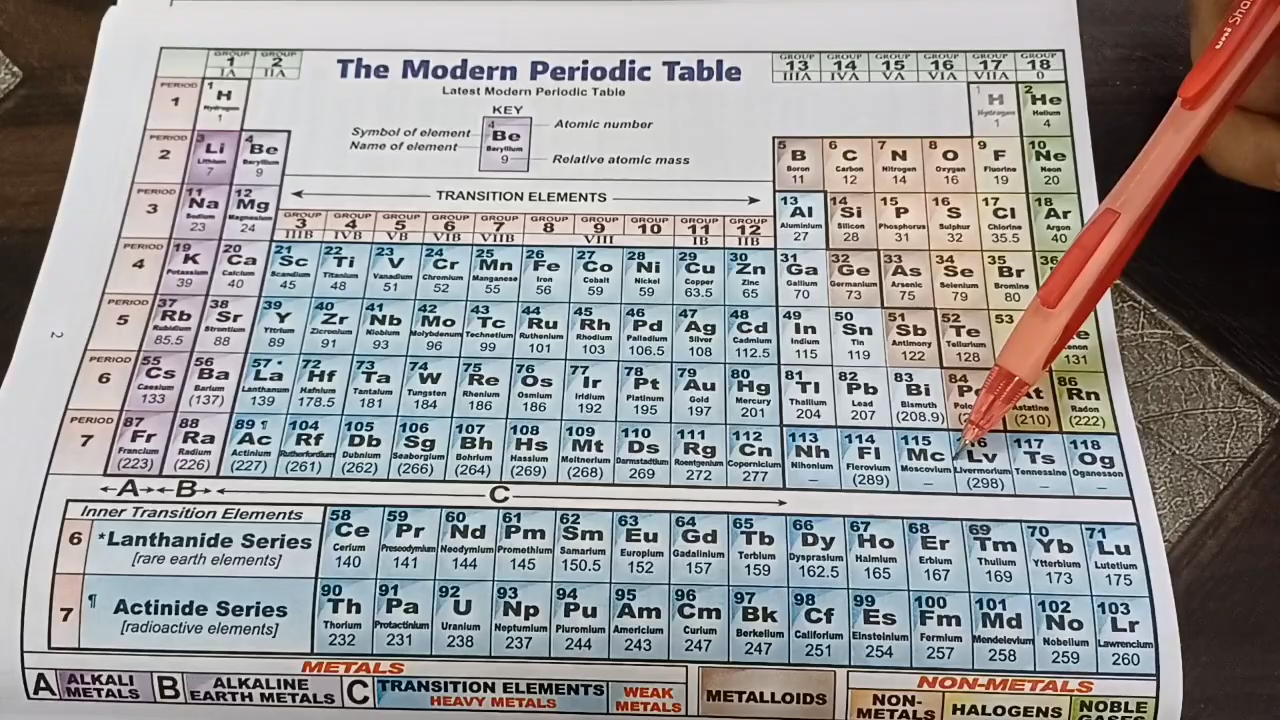 uni Sha
GROUP 1 IA
GROUP 2 IIA
The Modern Periodic Table
Latest Modern Periodic Table
GROUP 13 IIIA
GROUP 14 IVA
GROUP 15 VA
GROUP 16 VIA
GROUP 17 VIIA
GROUP 18 0
KEY
Symbol of element
Name of element
4 Be Beryllium 9
Atomic number
Relative atomic mass
PERIOD 1
1 H Hydrogen 1
1 H Hydrogen 1
2 He Helium 4
PERIOD 2
3 Li Lithium 7
4 Be Beryllium 9
5 B Boron 11
6 C Carbon 12
7 N Nitrogen 14
8 O Oxygen 16
9 F Fluorine 19
10 Ne Neon 20
TRANSITION ELEMENTS
PERIOD 3
11 Na Sodium 23
12 Mg Magnesium 24
GROUP 3 IIIB
GROUP 4 IVB
GROUP 5 VB
GROUP 6 VIB
GROUP 7 VIIB
GROUP 8
GROUP 9
VIII
GROUP 10
GROUP 11 IB
GROUP 12 IIB
13 Al Aluminium 27
14 Si Silicon 28
15 P Phosphorus 31
16 S Sulphur 32
17 Cl Chlorine 35.5
18 Ar Argon 40
PERIOD 4
19 K Potassium 39
20 Ca Calcium 40
21 Sc Scandium 45
22 Ti Titanium 48
23 V Vanadium 51
24 Cr Chromium 52
25 Mn Manganese 55
26 Fe Iron 56
27 Co Cobalt 59
28 Ni Nickel 59
29 Cu Copper 63.5
30 Zn Zinc 65
31 Ga Gallium 70
32 Ge Germanium 73
33 As Arsenic 75
34 Se Selenium 79
35 Br Bromine 80
36
PERIOD 5
37 Rb Rubidium 85.5
38 Sr Strontium 88
39 Y Yttrium 89
40 Zr Zirconium 91
41 Nb Niobium 93
42 Mo Molybdenum 96
43 Tc Technetium 99
44 Ru Ruthenium 101
45 Rh Rhodium 103
46 Pd Palladium 106.5
47 Ag Silver 108
48 Cd Cadmium 112.5
49 In Indium 115
50 Sn Tin 119
51 Sb Antimony 122
52 Te Tellurium 128
53
131
PERIOD 6
55 Cs Caesium 133
56 Ba Barium (137)
57* La Lanthanum 139
72 Hf Hafnium 178.5
73 Ta Tantalum 181
74 W Tungsten 184
75 Re Rhenium 186
76 Os Osmium 186
77 Ir Iridium 192
78 Pt Platinum 195
79 Au Gold 197
80 Hg Mercury 201
81 Tl Thallium 204
82 Pb Lead 207
83 Bi Bismuth (208.9)
84
At Astatine (210)
86 Rn Radon (222)
PERIOD 7
87 Fr Francium (223)
88 Ra Radium (226)
89 ¶ Ac Actinium (227)
104 Rf Rutherfordium (261)
105 Db Dubnium (262)
106 Sg Seaborgium (266)
107 Bh Bohrium (264)
108 Hs Hassium (269)
109 Mt Meitnerium (268)
110 Ds Darmstadtium 269
111 Rg Roentgenium 272
112 Cn Copernicium 277
113 Nh Nihonium –
114 Fl Flerovium (289)
115 Mc Moscovium –
Lv Livermorium (298)
117 Ts Tennessine –
118 Og Oganesson –
A B C
2
Inner Transition Elements
6 *Lanthanide Series
[rare earth elements]
58 Ce Cerium 140
59 Pr Preseodymium 141
60 Nd Neodymium 144
61 Pm Promethium 145
62 Sm Samarium 150.5
63 Eu Europium 152
64 Gd Gadalinium 157
65 Tb Terbium 159
66 Dy Dysprasium 162.5
67 Ho Halmium 165
68 Er Erbium 167
69 Tm Thulium 169
70 Yb Ytterbium 173
71 Lu Lutetium 175
7 ¶ Actinide Series
[radioactive elements]
90 Th Thorium 232
91 Pa Protactinium 231
92 U Uranium 238
93 Np Neptunium 237
94 Pu Pluromium 244
95 Am Americium 243
96 Cm Curium 247
97 Bk Berkelium 247
98 Cf Califorium 251
99 Es Einsteinium 254
100 Fm Fermium 257
101 Md Mendelevium 258
102 No Nobelium 259
103 Lr Lawrencium 260
METALS
A ALKALI METALS
B ALKALINE EARTH METALS
C TRANSITION ELEMENTS HEAVY METALS
WEAK METALS
METALLOIDS
NON-METALS
NON-METALS
HALOGENS
NOBLE